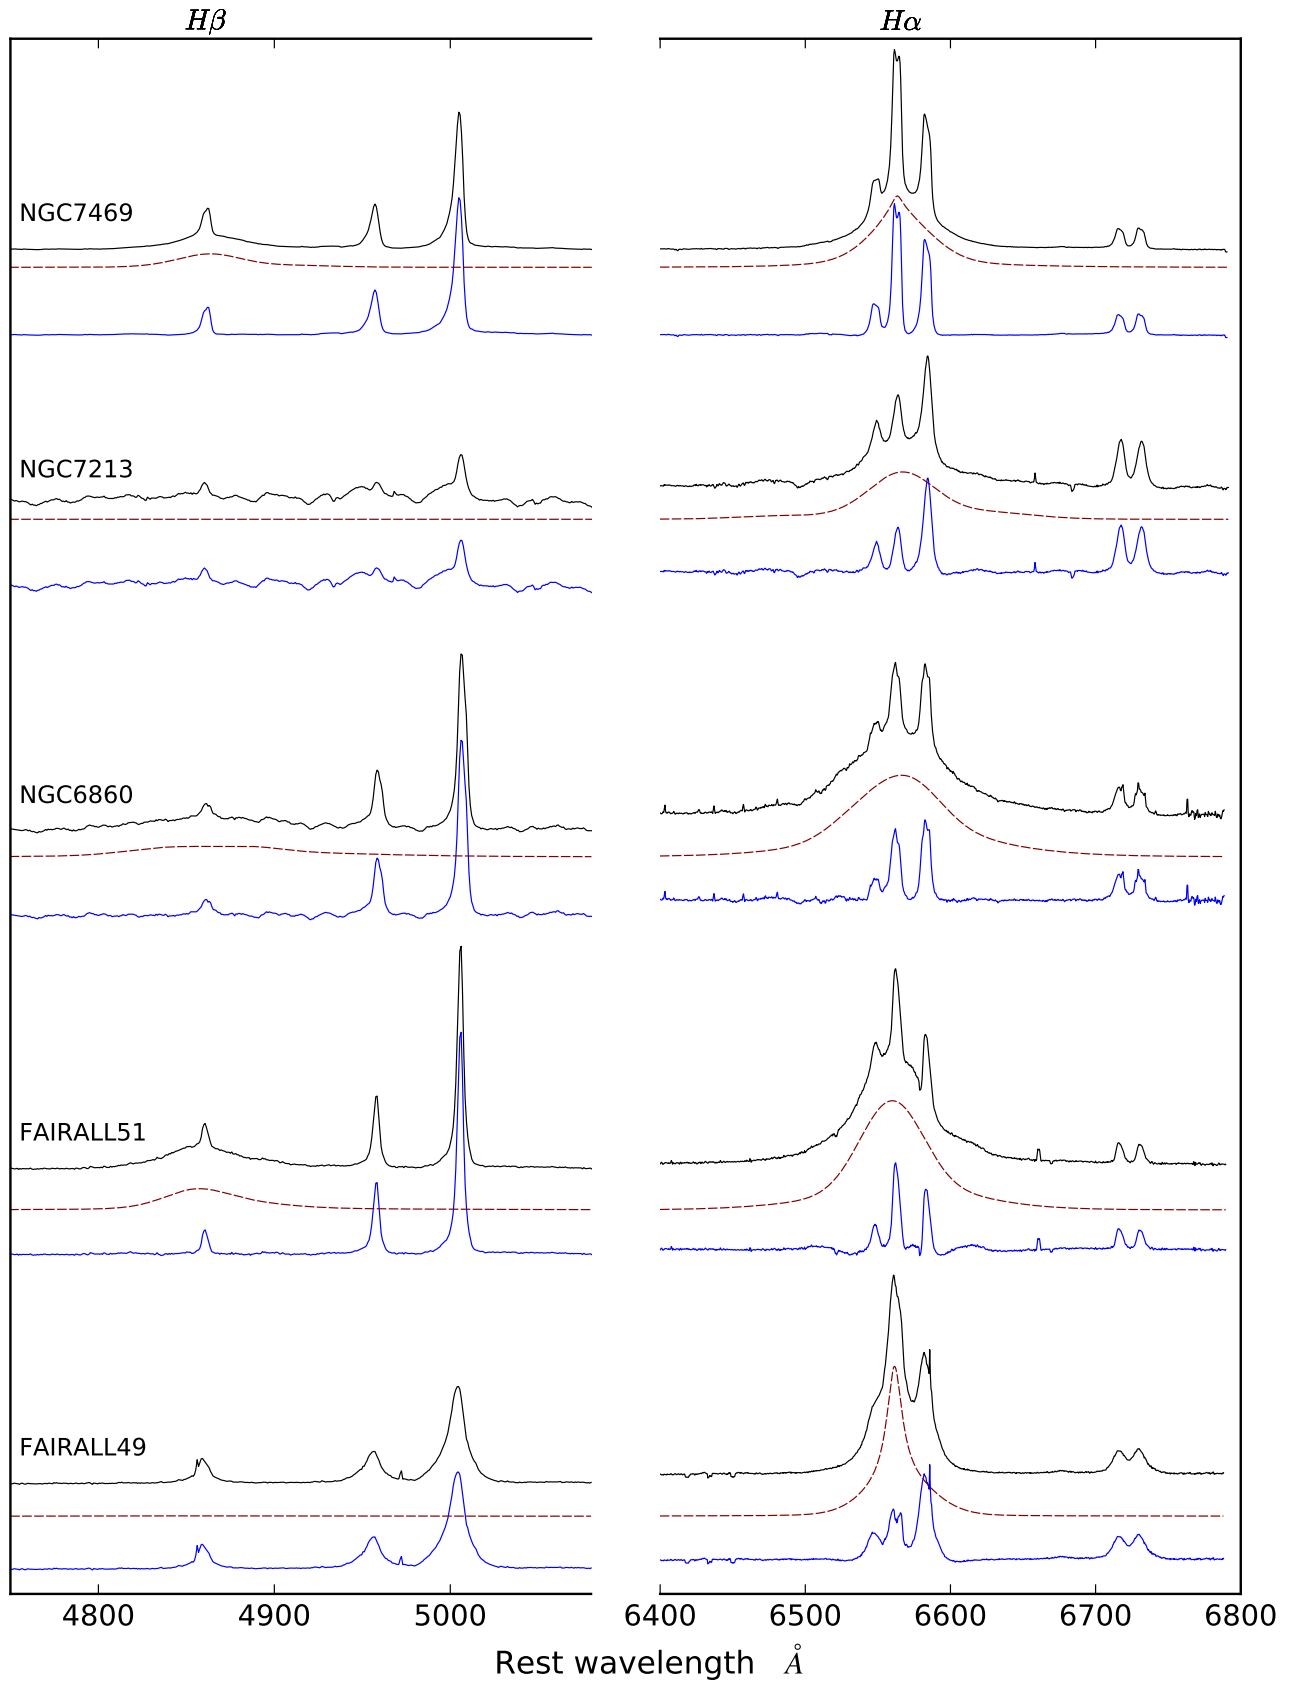 Hβ
Hα
NGC7469
NGC7213
NGC6860
FAIRALL51
FAIRALL49
4800 4900 5000 6400 6500 6600 6700 6800
Rest wavelength Å